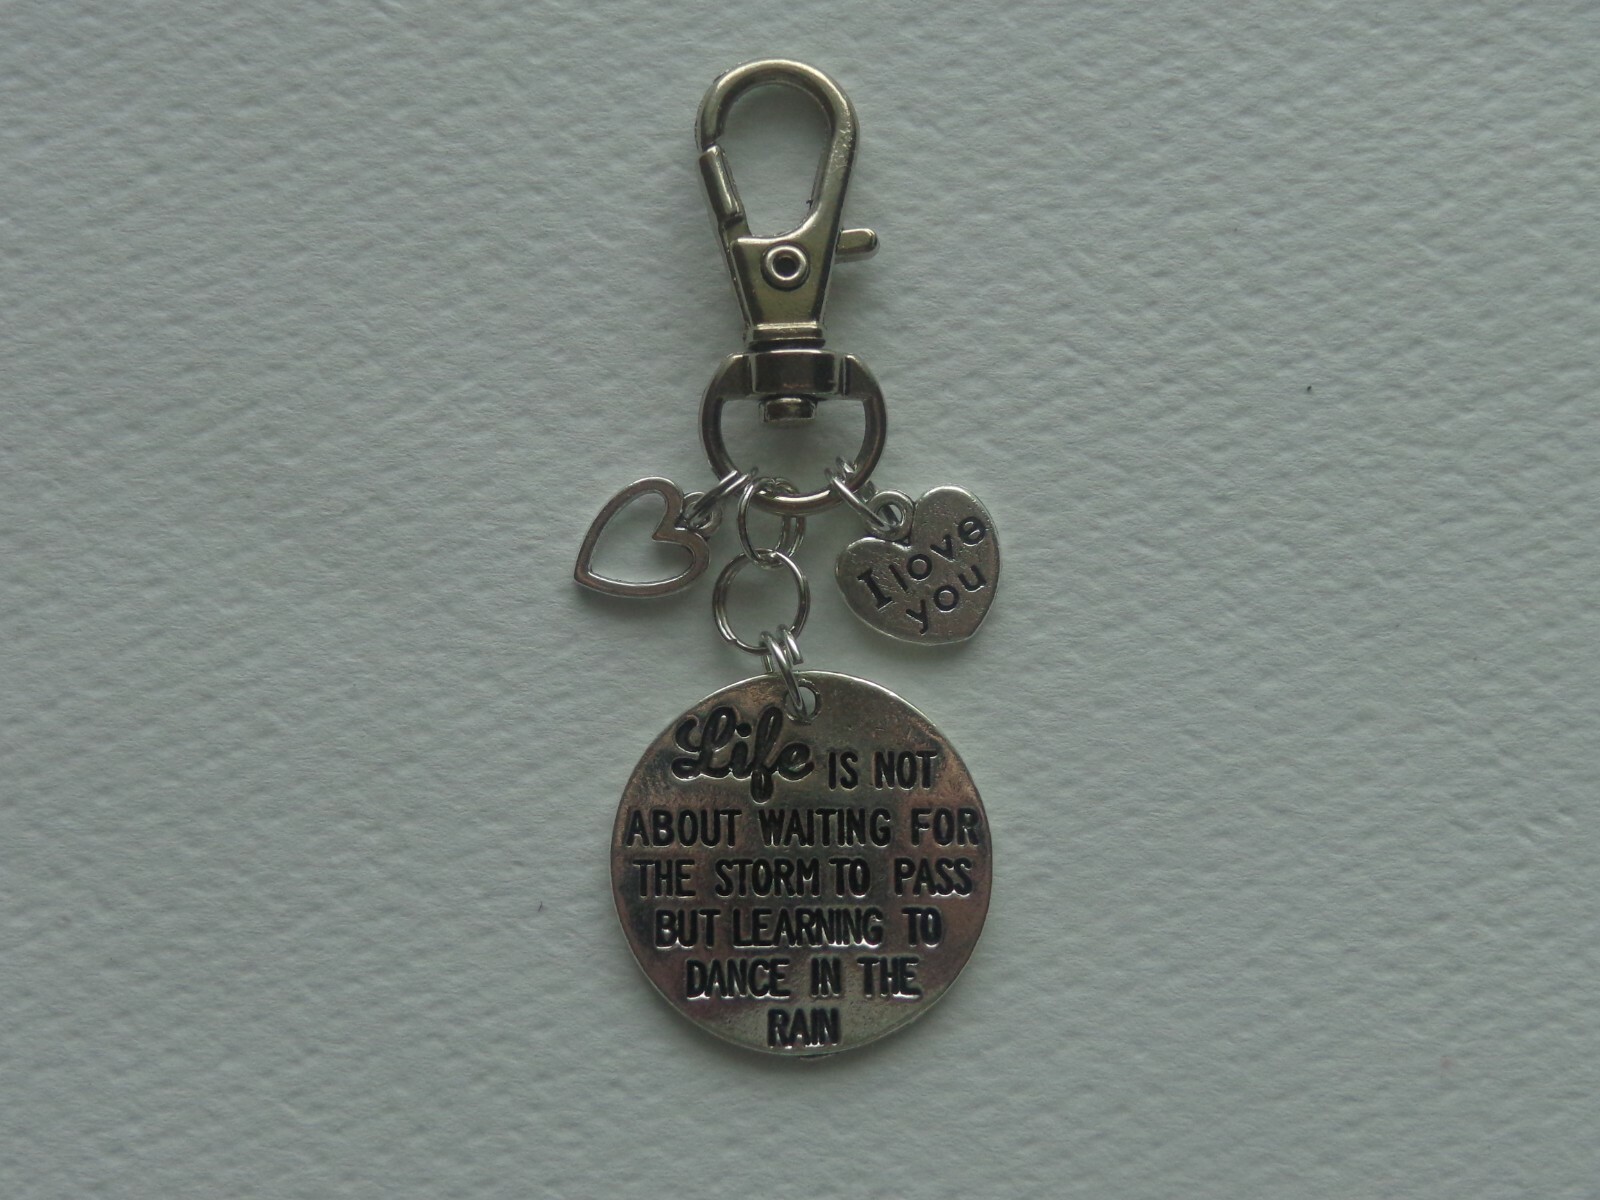 I love
you
Life IS NOT
ABOUT WAITING FOR
THE STORM TO PASS
BUT LEARNING TO
DANCE IN THE
RAIN